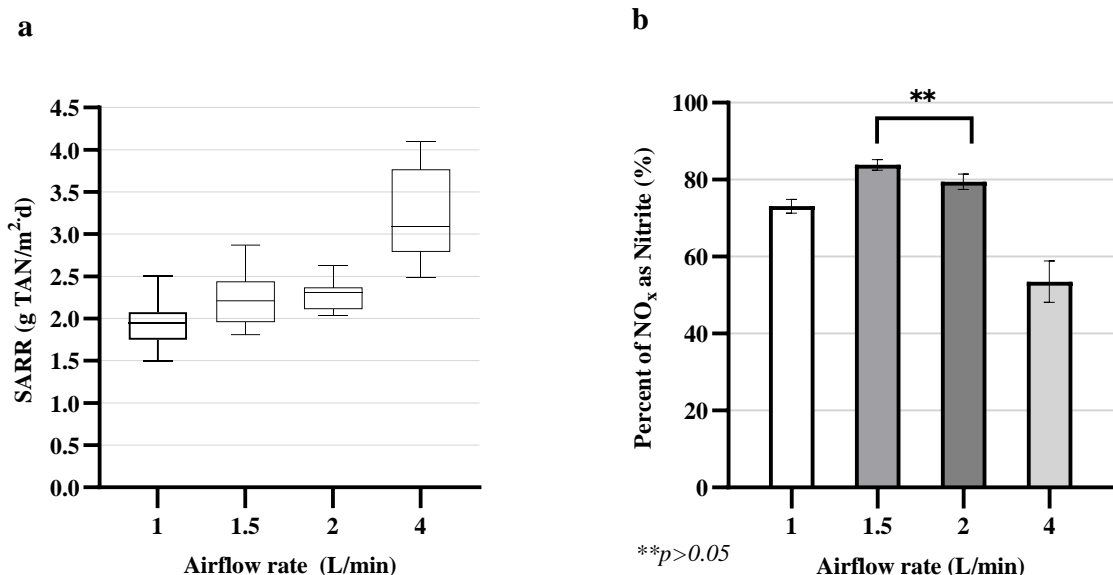 a
SARR (g TAN/m²·d)
4.5
4.0
3.5
3.0
2.5
2.0
1.5
1.0
0.5
0.0
1 1.5 2 4
Airflow rate (L/min)
b
Percent of NOₓ as Nitrite (%)
100
80
60
40
20
0
**
1 1.5 2 4
**p>0.05
Airflow rate (L/min)